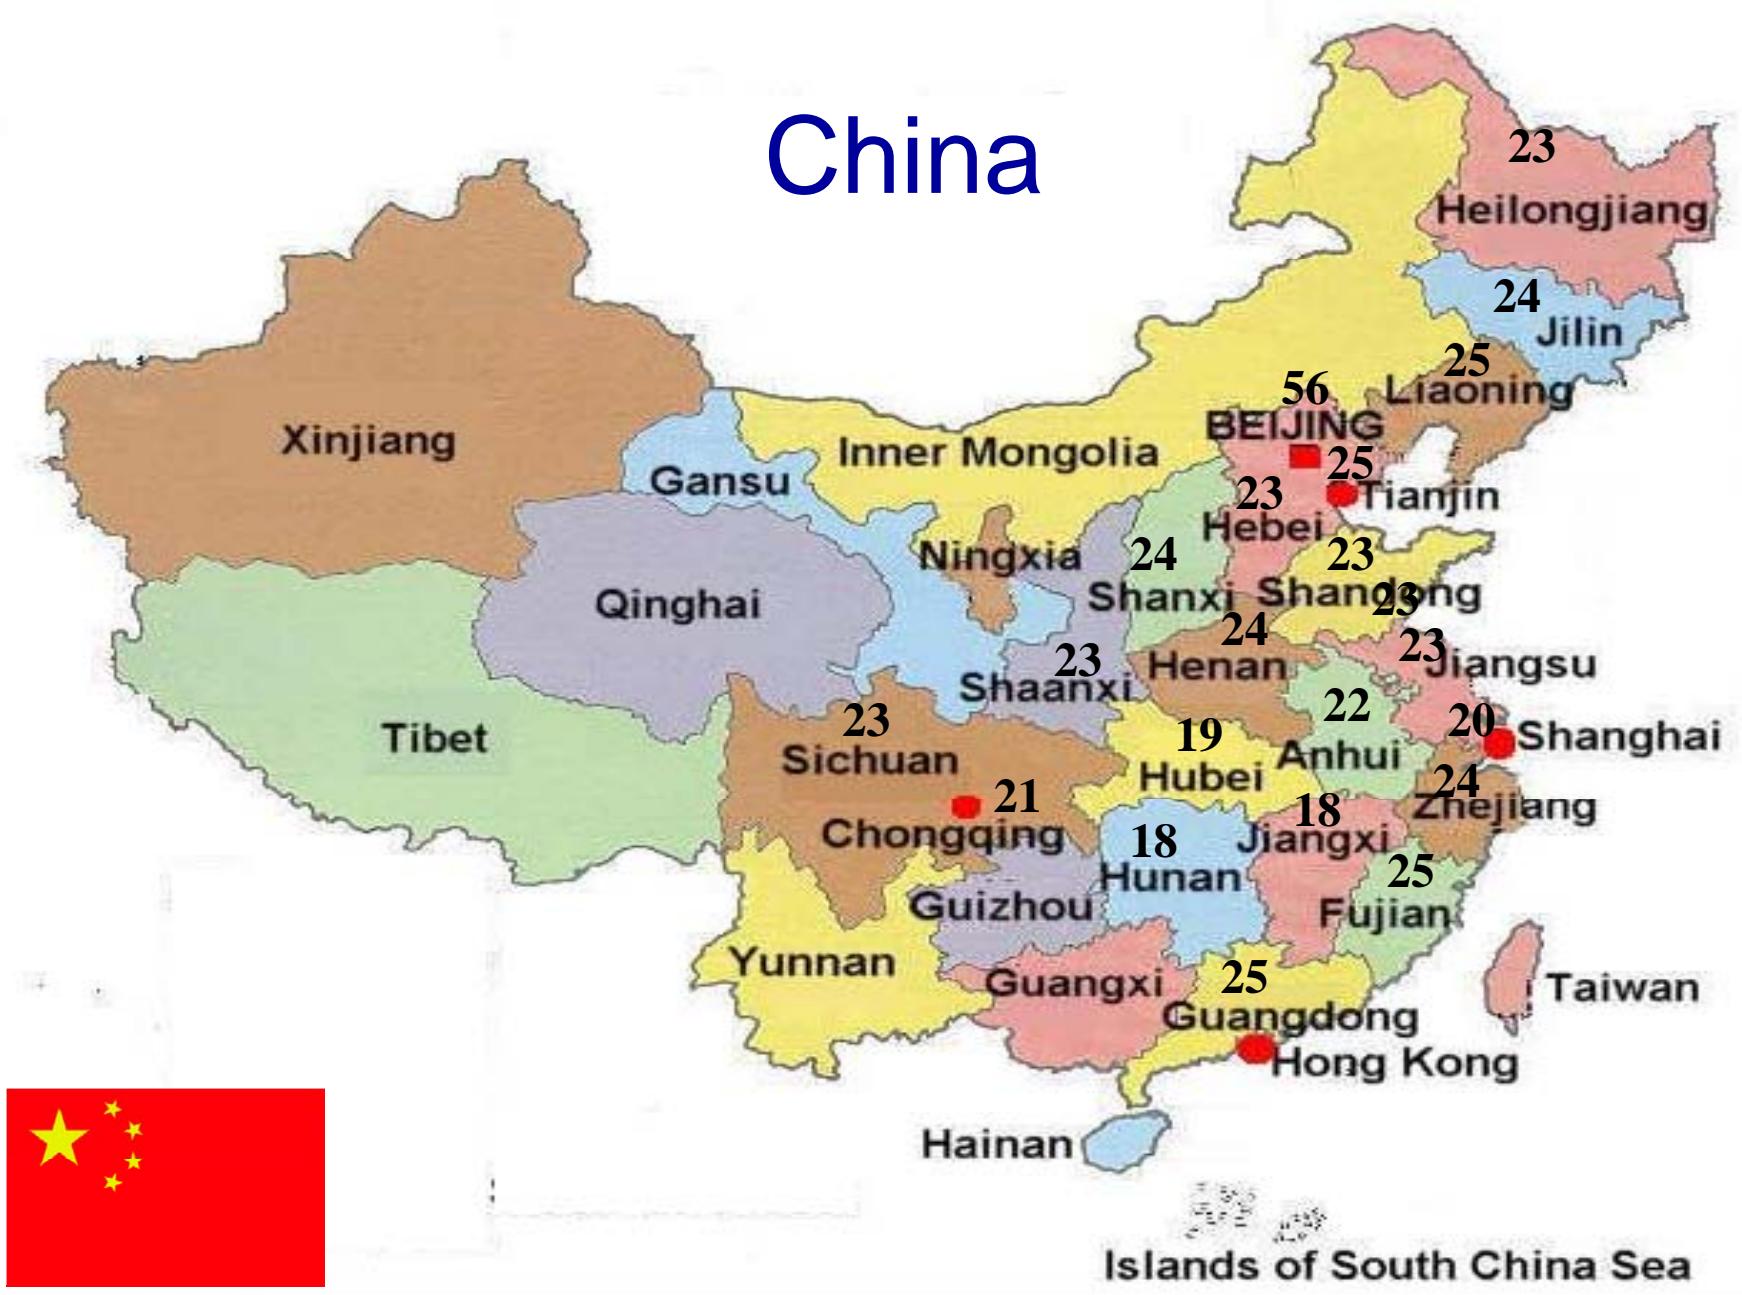 China
23
Heilongjiang
24
Jilin
25
Liaoning
56
BEIJING
Xinjiang
Inner Mongolia
Gansu
25
Tianjin
23
Hebei
Ningxia
24
23
Shanxi
Shandong
23
Qinghai
24
Henan
23
Jiangsu
23
Shaanxi
22
Anhui
20
Shanghai
Tibet
23
Sichuan
19
Hubei
24
Zhejiang
21
Chongqing
18
Jiangxi
18
Hunan
25
Fujian
Guizhou
Yunnan
Guangxi
25
Guangdong
Taiwan
Hong Kong
Hainan
Islands of South China Sea